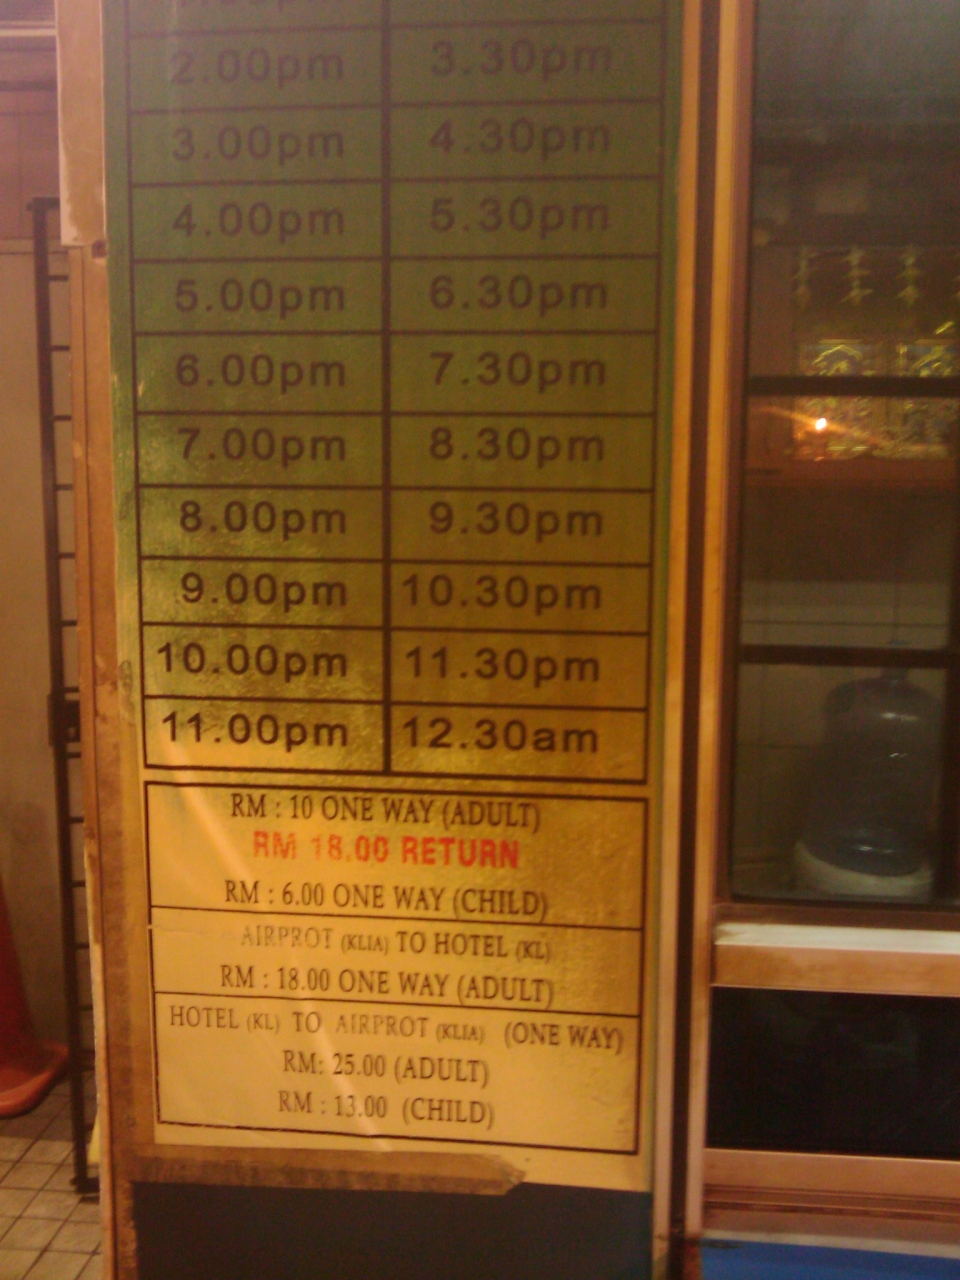 2.00pm 3.30pm
3.00pm 4.30pm
4.00pm 5.30pm
5.00pm 6.30pm
6.00pm 7.30pm
7.00pm 8.30pm
8.00pm 9.30pm
9.00pm 10.30pm
10.00pm 11.30pm
11.00pm 12.30am
RM : 10 ONE WAY (ADULT)
RM 18.00 RETURN
RM : 6.00 ONE WAY (CHILD)
AIRPROT (KLIA) TO HOTEL (KL)
RM : 18.00 ONE WAY (ADULT)
HOTEL (KL) TO AIRPROT (KLIA) (ONE WAY)
RM: 25.00 (ADULT)
RM : 13.00 (CHILD)